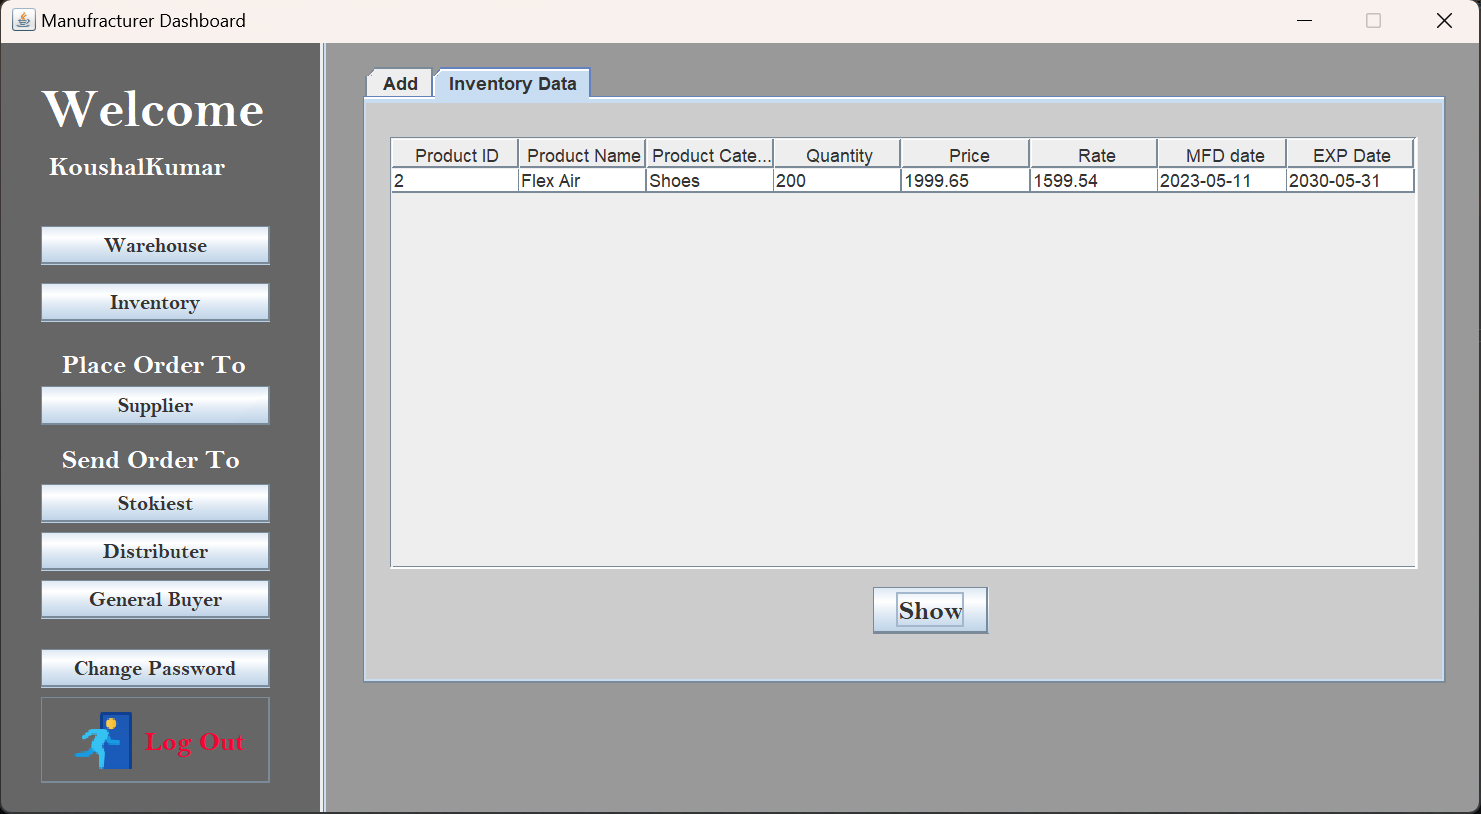 Manufracturer Dashboard
Welcome
KoushalKumar
Warehouse
Inventory
Place Order To
Supplier
Send Order To
Stokiest
Distributer
General Buyer
Change Password
Log Out
Add Inventory Data
Product ID Product Name Product Cate... Quantity Price Rate MFD date EXP Date
2 Flex Air Shoes 200 1999.65 1599.54 2023-05-11 2030-05-31
Show